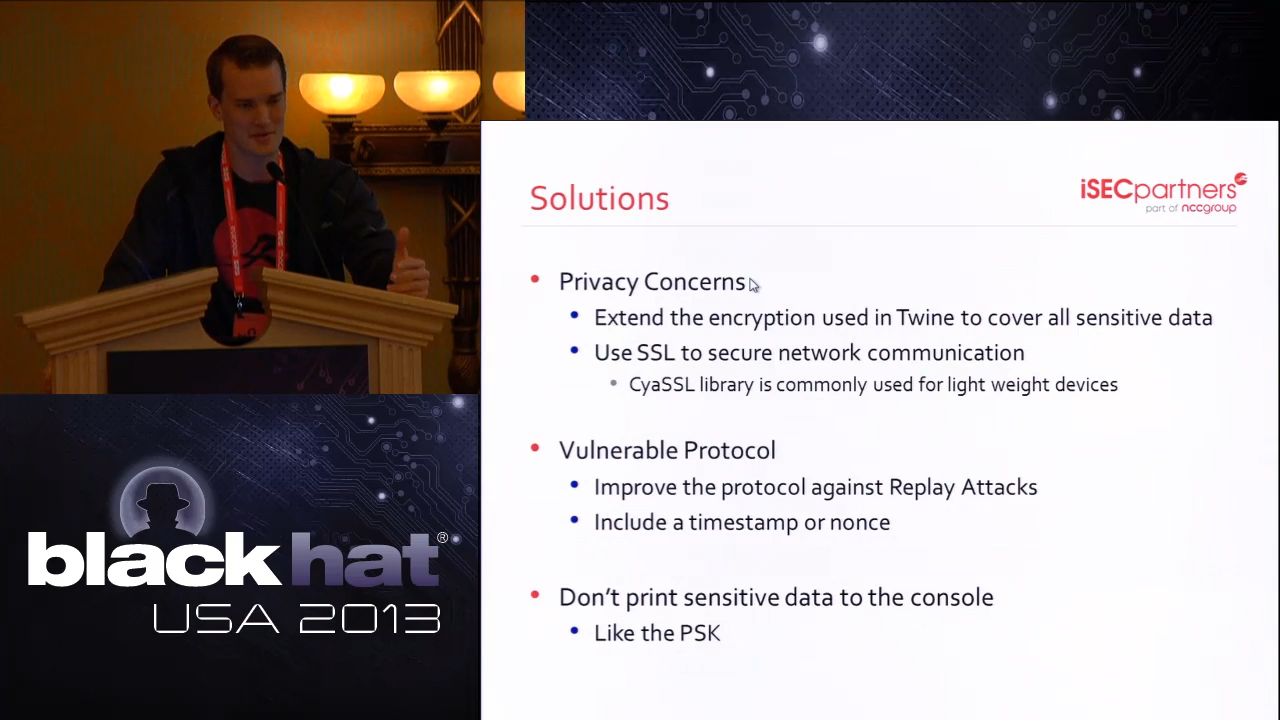 Solutions
iSECpartners
part of nccgroup
• Privacy Concerns
• Extend the encryption used in Twine to cover all sensitive data
• Use SSL to secure network communication
• CyaSSL library is commonly used for light weight devices
• Vulnerable Protocol
• Improve the protocol against Replay Attacks
• Include a timestamp or nonce
• Don’t print sensitive data to the console
• Like the PSK
black hat®
USA 2013